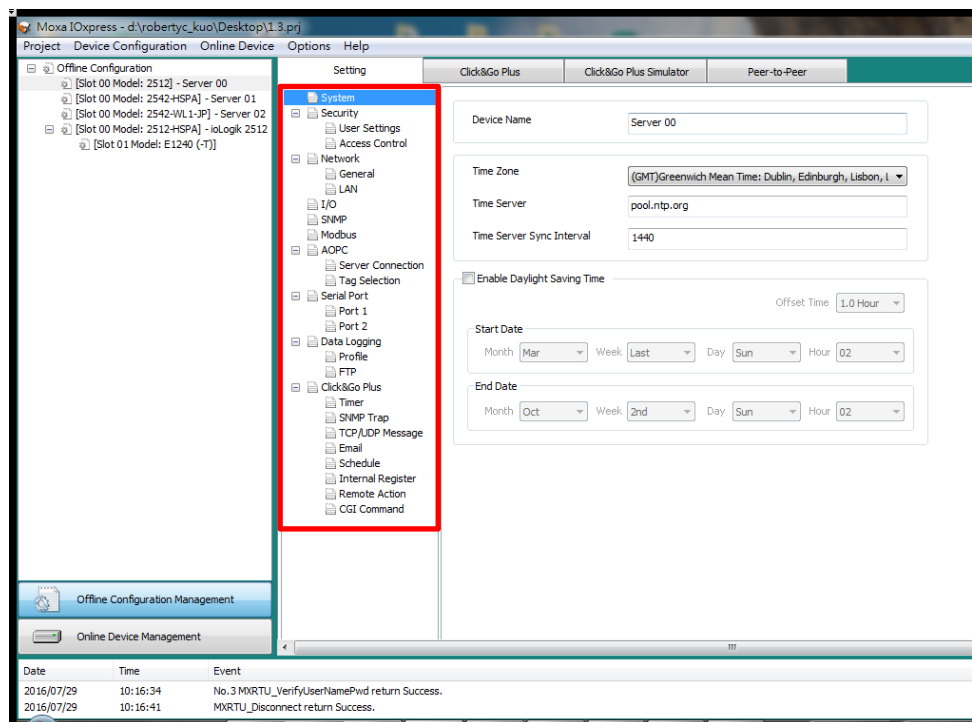 Moxa IOxpress - d:\robertyc_kuo\Desktop\1.3.prj
Project Device Configuration Online Device Options Help
Offline Configuration
[Slot 00 Model: 2512] - Server 00
[Slot 00 Model: 2542-HSPA] - Server 01
[Slot 00 Model: 2542-WL1-JP] - Server 02
[Slot 00 Model: 2512-HSPA] - ioLogik 2512
[Slot 01 Model: E1240 (-T)]
Offline Configuration Management
Online Device Management
Setting Click&Go Plus Click&Go Plus Simulator Peer-to-Peer
System
Security
User Settings
Access Control
Network
General
LAN
I/O
SNMP
Modbus
AOPC
Server Connection
Tag Selection
Serial Port
Port 1
Port 2
Data Logging
Profile
FTP
Click&Go Plus
Timer
SNMP Trap
TCP/UDP Message
Email
Schedule
Internal Register
Remote Action
CGI Command
Device Name Server 00
Time Zone (GMT)Greenwich Mean Time: Dublin, Edinburgh, Lisbon, L
Time Server pool.ntp.org
Time Server Sync Interval 1440
Enable Daylight Saving Time
Offset Time 1.0 Hour
Start Date
Month Mar Week Last Day Sun Hour 02
End Date
Month Oct Week 2nd Day Sun Hour 02
Date Time Event
2016/07/29 10:16:34 No.3 MXRTU_VerifyUserNamePwd return Success.
2016/07/29 10:16:41 MXRTU_Disconnect return Success.